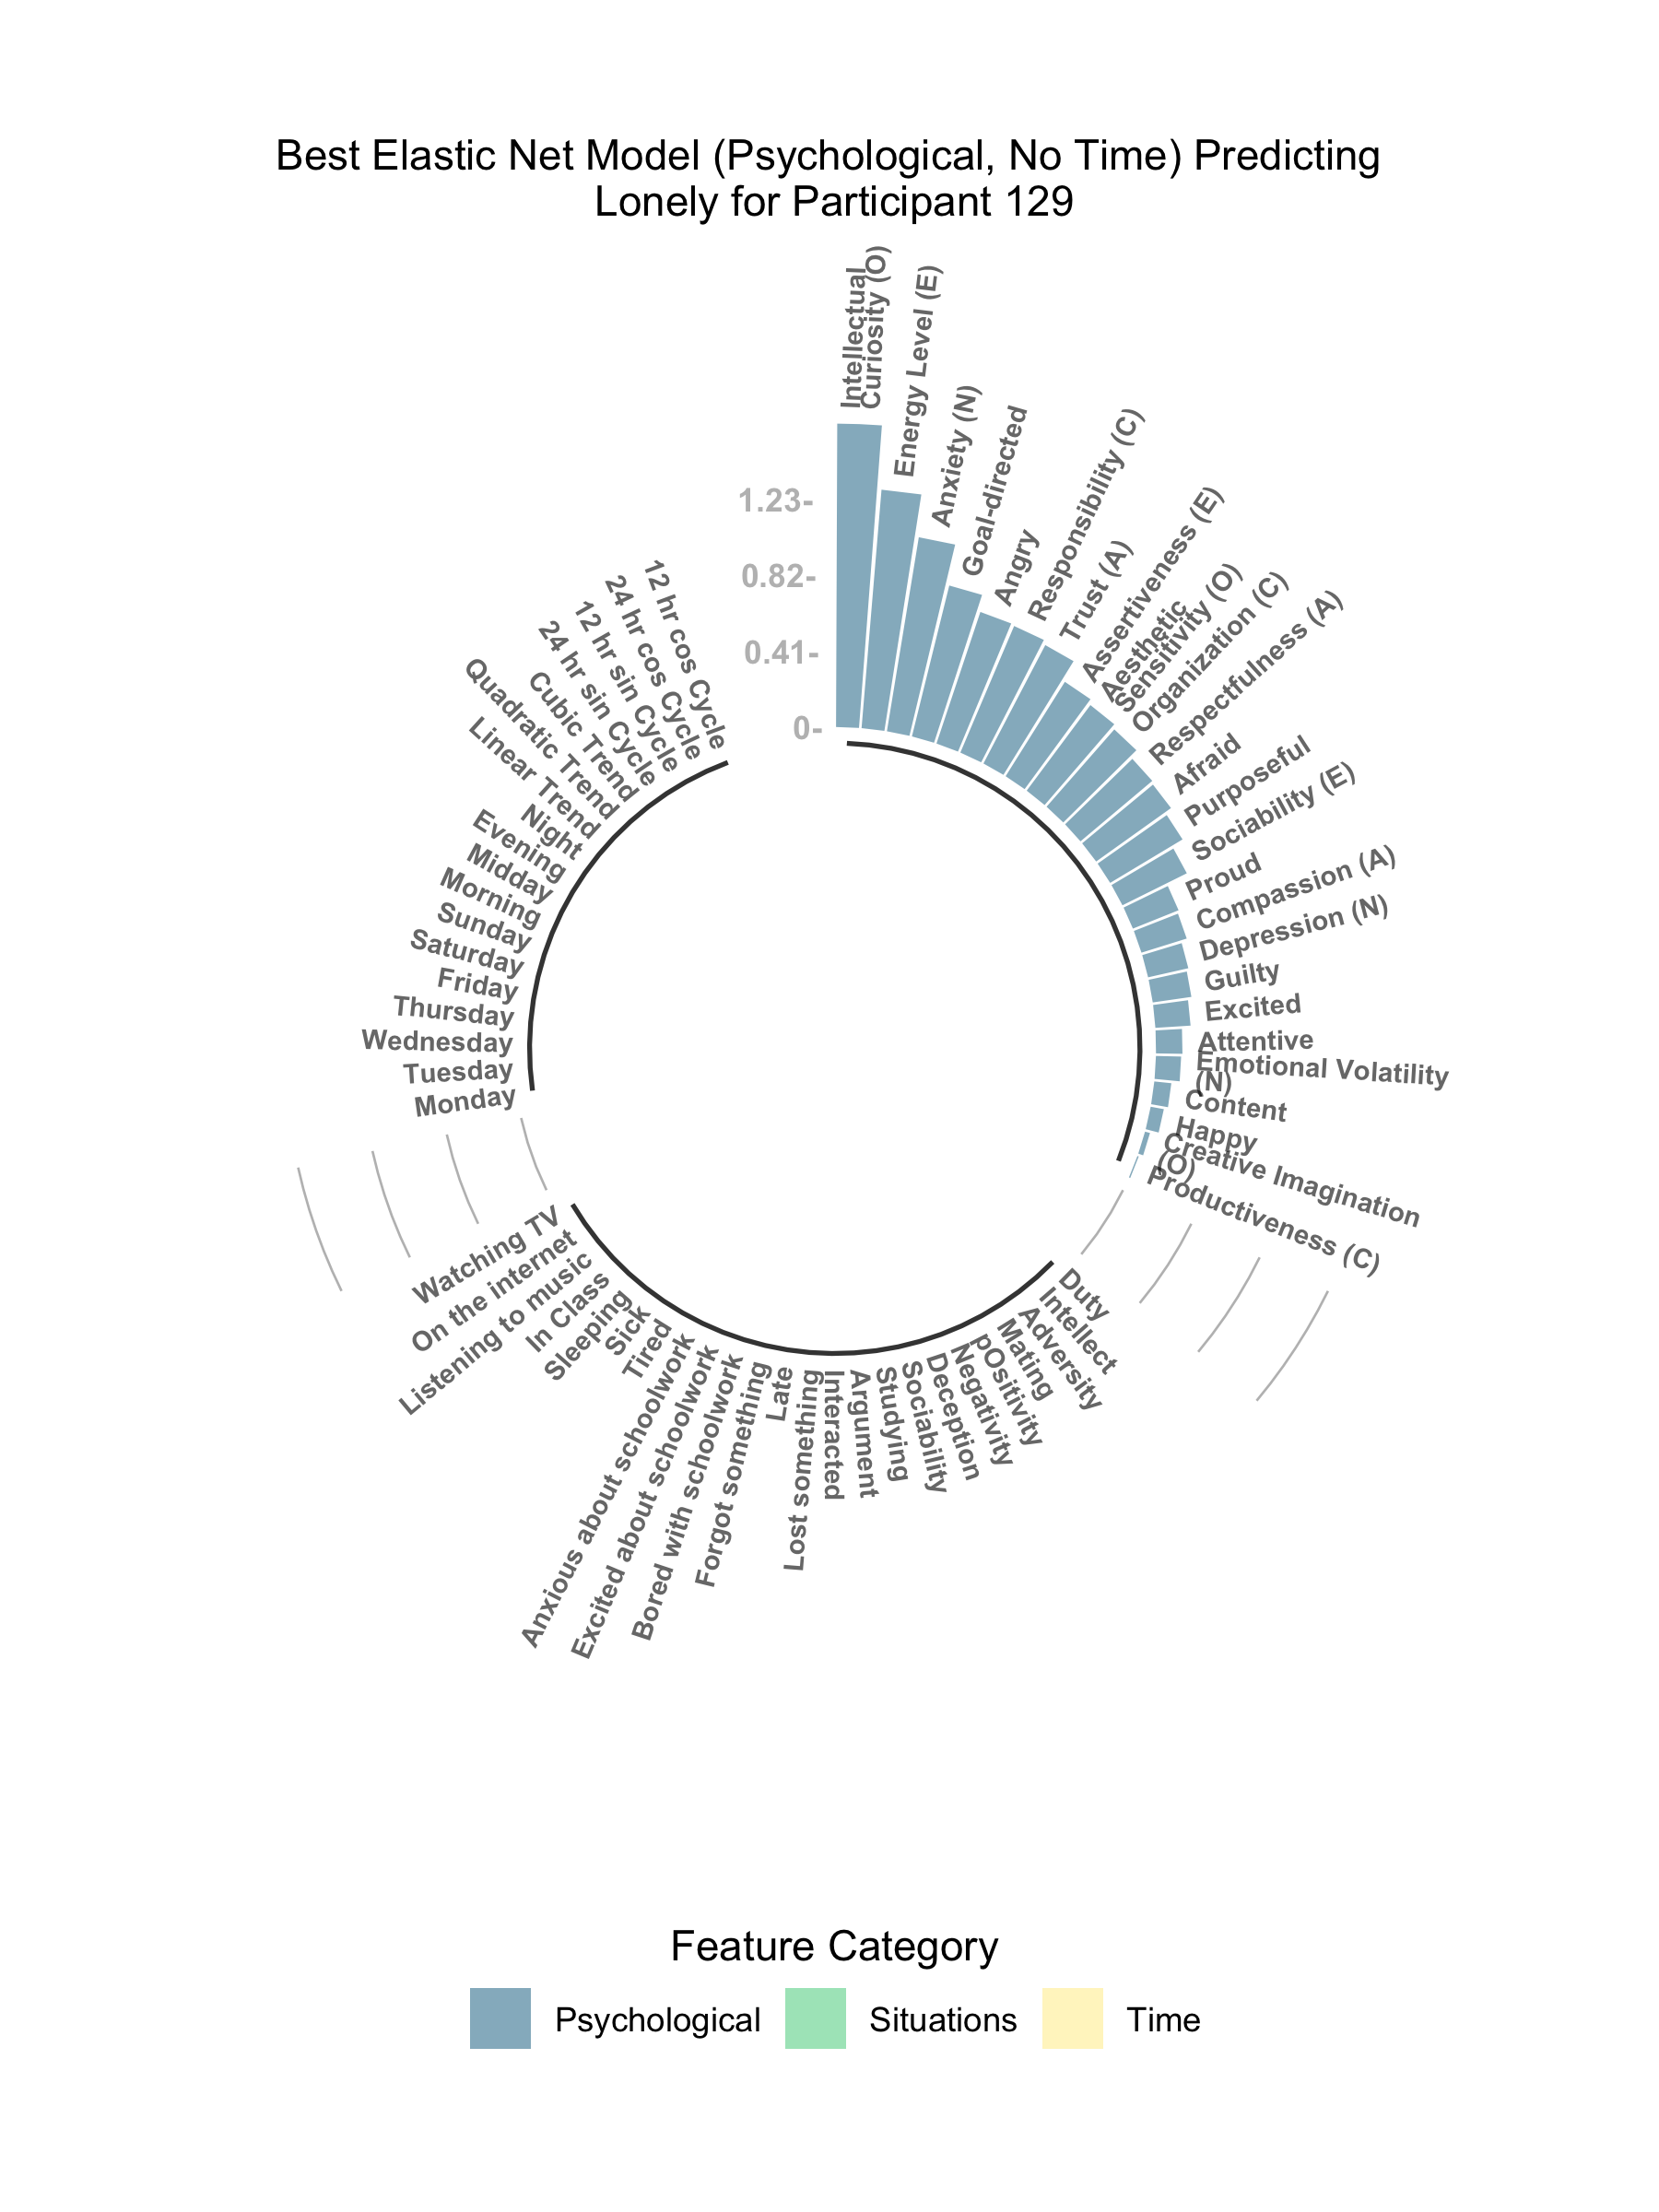 Best Elastic Net Model (Psychological, No Time) Predicting
Lonely for Participant 129
1.23-
0.82-
0.41-
0-
Intellectual
Curiosity (O)
Energy Level (E)
Anxiety (N)
Goal-directed
Angry
Responsibility (C)
Trust (A)
Assertiveness (E)
Aesthetic
Sensitivity (O)
Organization (C)
Respectfulness (A)
Afraid
Purposeful
Sociability (E)
Proud
Compassion (A)
Depression (N)
Guilty
Excited
Attentive
Emotional Volatility
(N)
Content
Happy
Creative Imagination
(O)
Productiveness (C)
Duty
Intellect
Adversity
Mating
pOsitivity
Negativity
Deception
Sociability
Studying
Argument
Interacted
Lost something
Late
Forgot something
Bored with schoolwork
Excited about schoolwork
Anxious about schoolwork
Tired
Sick
Sleeping
In Class
Listening to music
On the internet
Watching TV
Monday
Tuesday
Wednesday
Thursday
Friday
Saturday
Sunday
Morning
Midday
Evening
Night
Linear Trend
Quadratic Trend
Cubic Trend
24 hr sin Cycle
12 hr sin Cycle
24 hr cos Cycle
12 hr cos Cycle
Feature Category
Psychological
Situations
Time